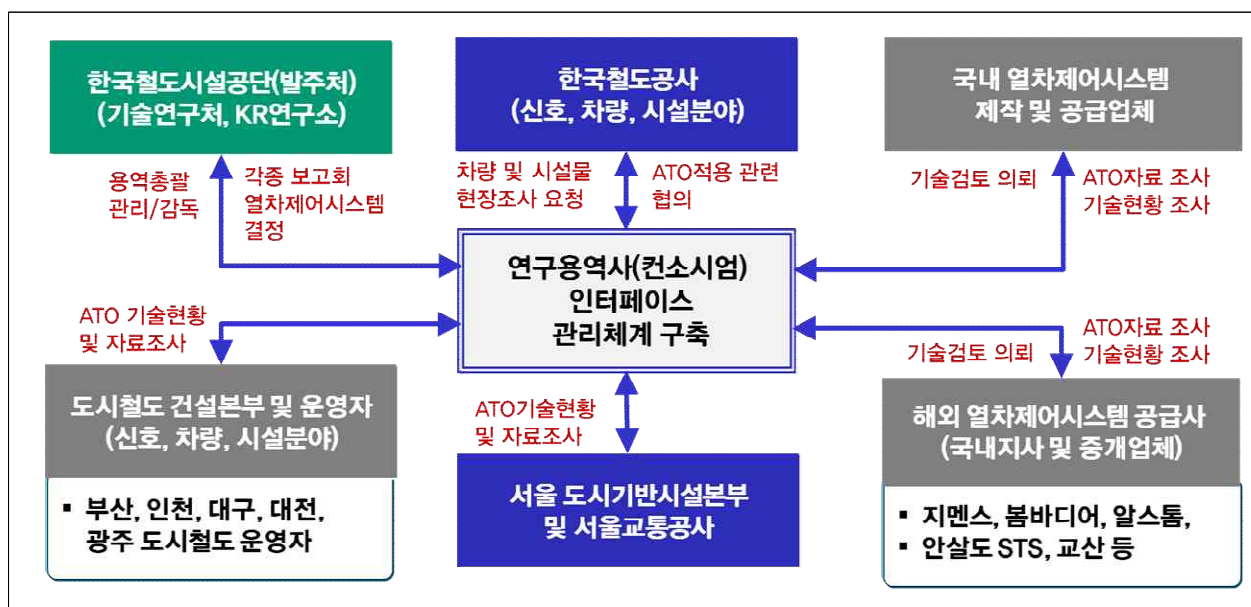 한국철도시설공단(발주처)
(기술연구처, KR연구소)
한국철도공사
(신호, 차량, 시설분야)
국내 열차제어시스템
제작 및 공급업체
용역총괄
관리/감독
각종 보고회
열차제어시스템
결정
차량 및 시설물
현장조사 요청
ATO적용 관련
협의
기술검토 의뢰
ATO자료 조사
기술현황 조사
연구용역사(컨소시엄)
인터페이스
관리체계 구축
ATO 기술현황
및 자료조사
기술검토 의뢰
ATO자료 조사
기술현황 조사
도시철도 건설본부 및 운영자
(신호, 차량, 시설분야)
▪ 부산, 인천, 대구, 대전,
광주 도시철도 운영자
ATO기술현황
및 자료조사
서울 도시기반시설본부
및 서울교통공사
해외 열차제어시스템 공급사
(국내지사 및 중개업체)
▪ 지멘스, 봄바디어, 알스톰,
▪ 안살도 STS, 교산 등